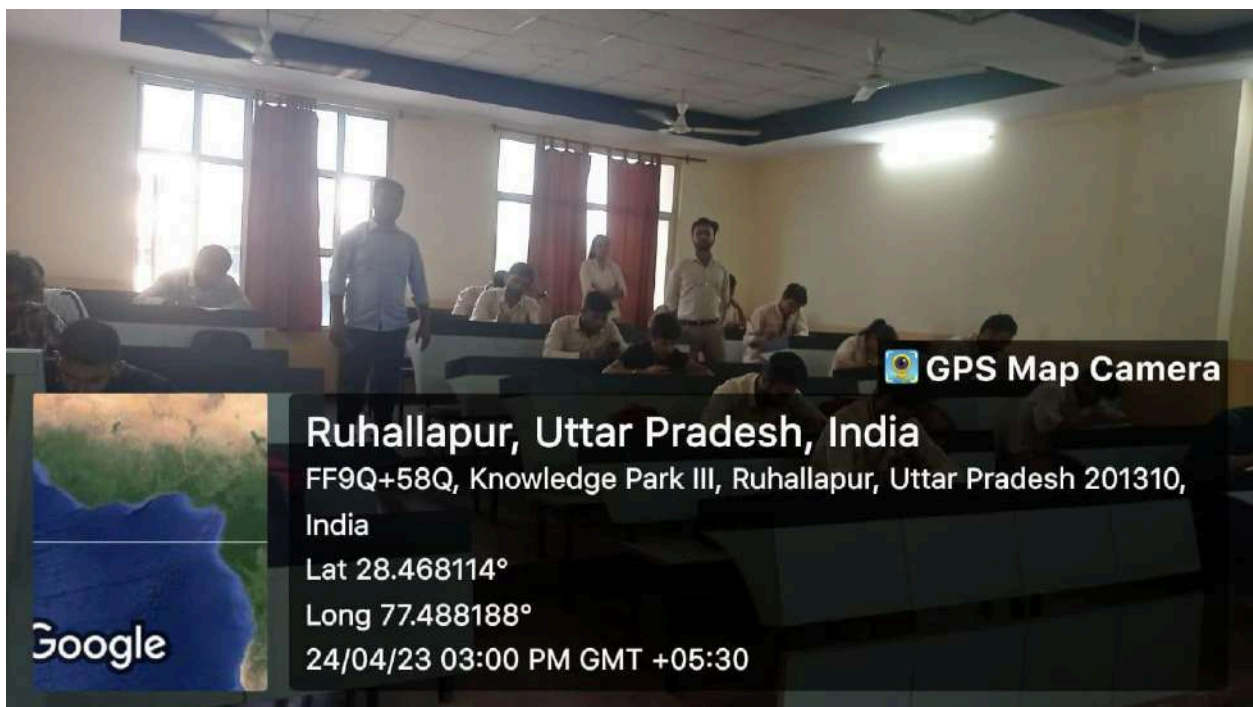 GPS Map Camera
Ruhallapur, Uttar Pradesh, India
FF9Q+58Q, Knowledge Park III, Ruhallapur, Uttar Pradesh 201310,
India
Lat 28.468114°
Long 77.488188°
24/04/23 03:00 PM GMT +05:30
Google